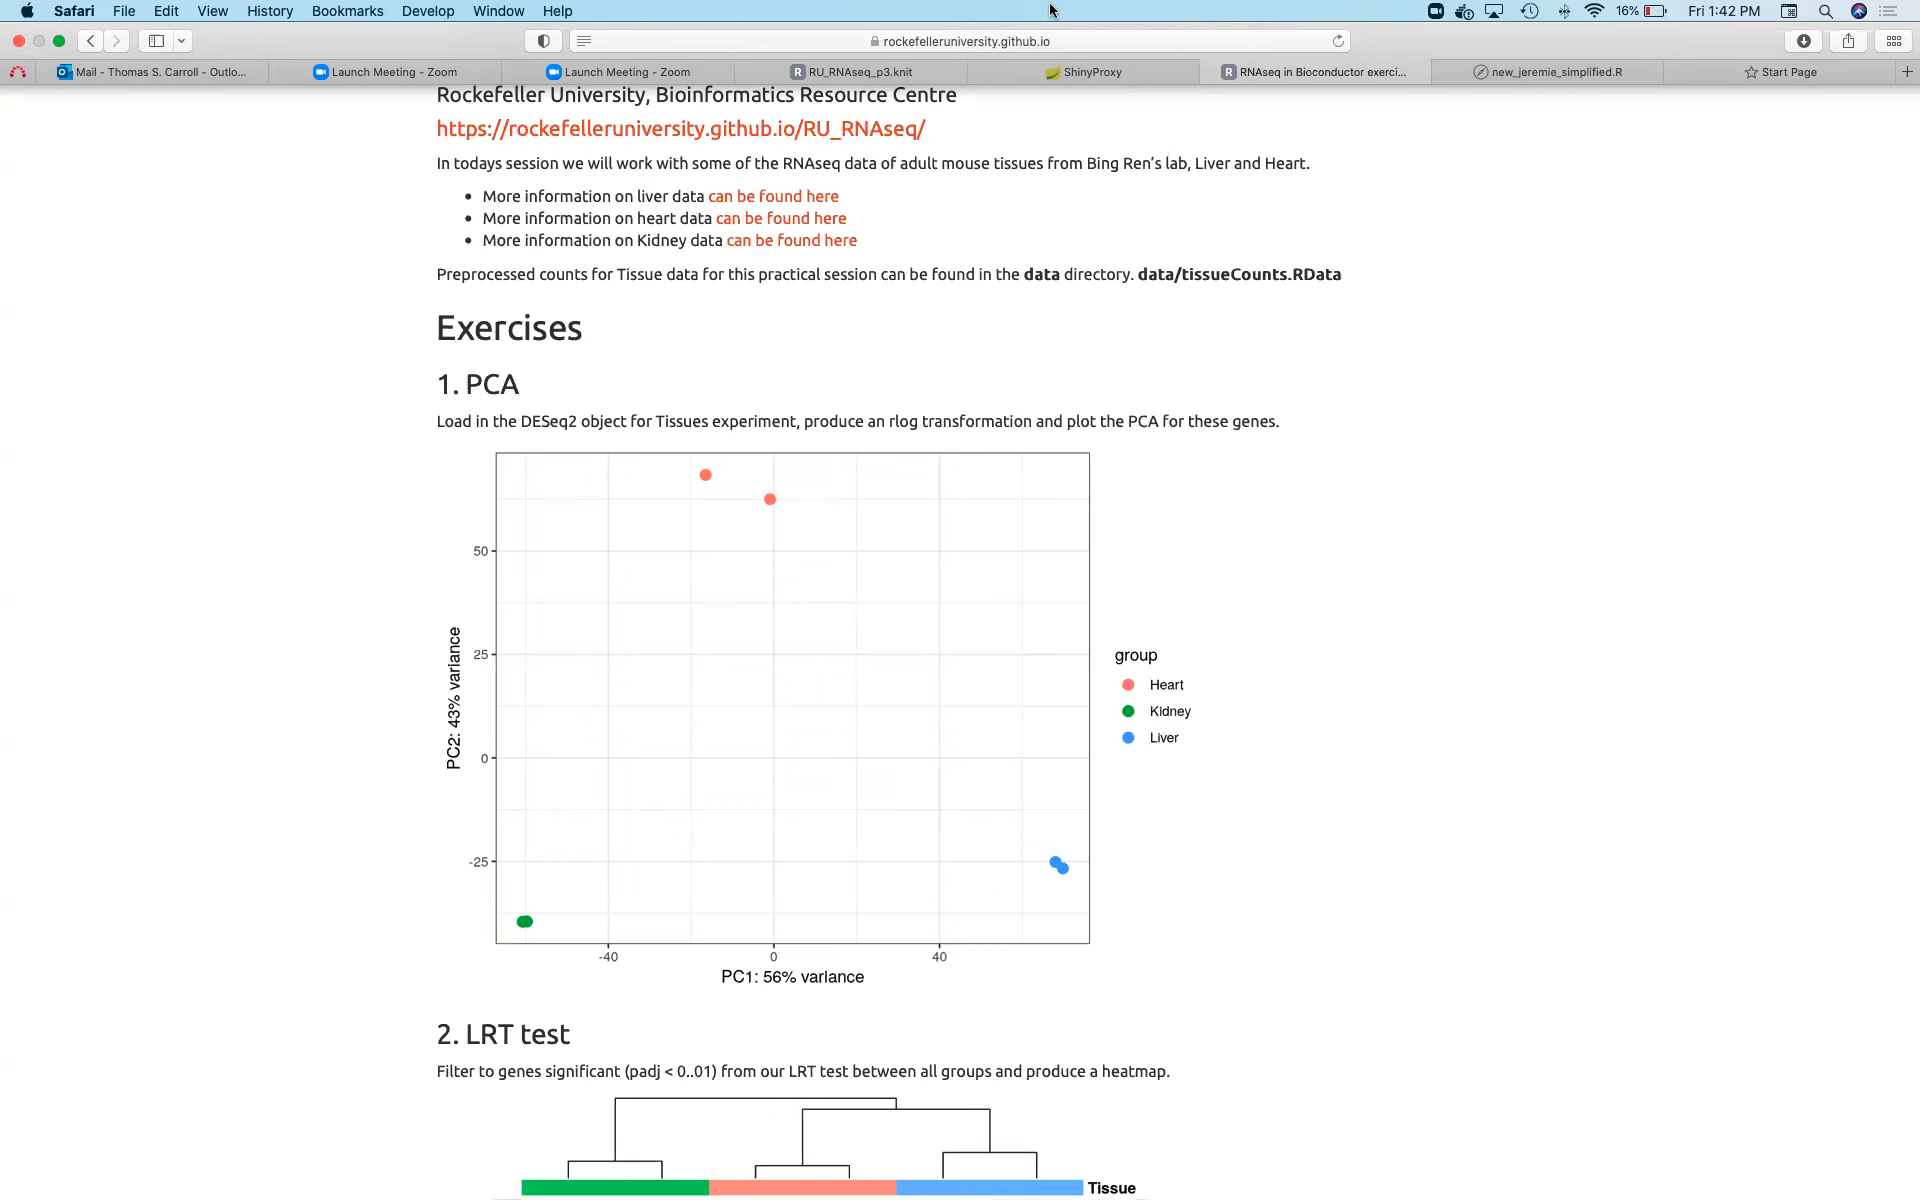 Safari File Edit View History Bookmarks Develop Window Help 16% Fri 1:42 PM
rockefelleruniversity.github.io
Mail - Thomas S. Carroll - Outlo... Launch Meeting - Zoom Launch Meeting - Zoom RU_RNAseq_p3.knit ShinyProxy RNAseq in Bioconductor exerci... new_jeremie_simplified.R Start Page
Rockefeller University, Bioinformatics Resource Centre
https://rockefelleruniversity.github.io/RU_RNAseq/
In todays session we will work with some of the RNAseq data of adult mouse tissues from Bing Ren’s lab, Liver and Heart.
• More information on liver data can be found here
• More information on heart data can be found here
• More information on Kidney data can be found here
Preprocessed counts for Tissue data for this practical session can be found in the data directory. data/tissueCounts.RData
Exercises
1. PCA
Load in the DESeq2 object for Tissues experiment, produce an rlog transformation and plot the PCA for these genes.
50
25
0
-25
PC2: 43% variance
-40 0 40
PC1: 56% variance
group
Heart
Kidney
Liver
2. LRT test
Filter to genes significant (padj < 0..01) from our LRT test between all groups and produce a heatmap.
Tissue